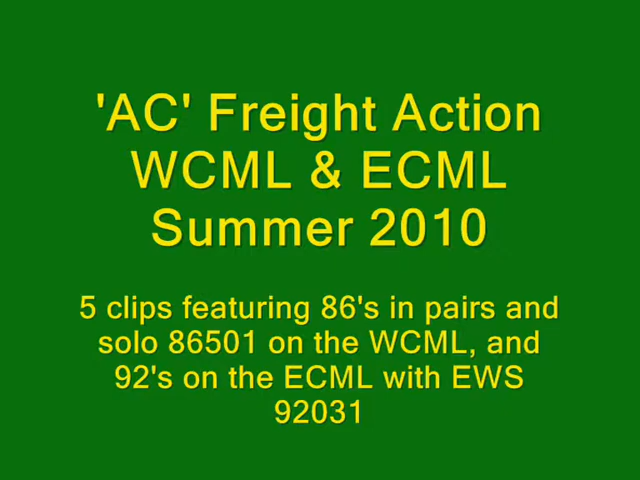 'AC' Freight Action
WCML & ECML
Summer 2010
5 clips featuring 86's in pairs and
solo 86501 on the WCML, and
92's on the ECML with EWS
92031